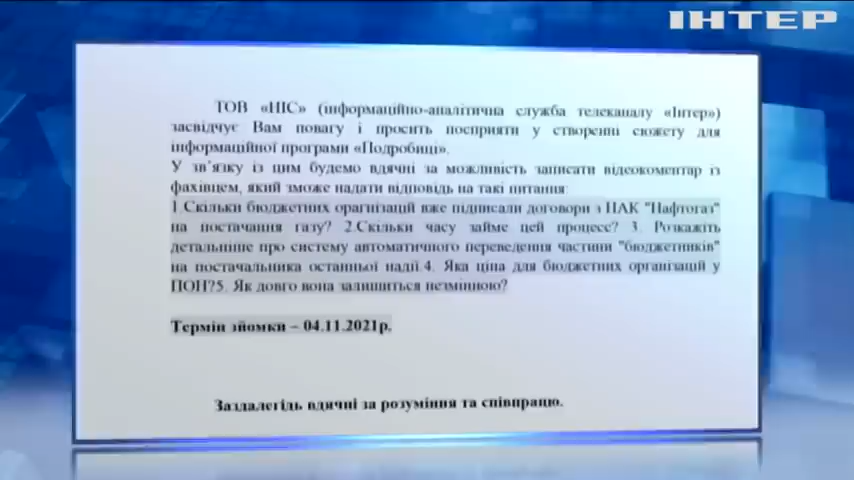 ІНТЕР
ТОВ «НІС» (інформаційно-аналітична служба телеканалу «Інтер»)
засвідчує Вам повагу і просить посприяти у створенні сюжету для
інформаційної програми «Подробиці».
У зв'язку із цим будемо вдячні за можливість записати відеокоментар із
фахівцем, який зможе надати відповідь на такі питання:
1.Скільки бюджетних орагнізацій вже підписали договори з НАК "Нафтогаз"
на постачання газу? 2.Скільки часу займе цей процесс? 3. Розкажіть
детальніше про систему автоматичного переведення частини "бюджетників"
на постачальника останньої надії.4. Яка ціна для бюджетних організацій у
ПОН?5. Як довго вона залишиться незмінною?
Термін зйомки – 04.11.2021р.
Заздалегідь вдячні за розуміння та співпрацю.